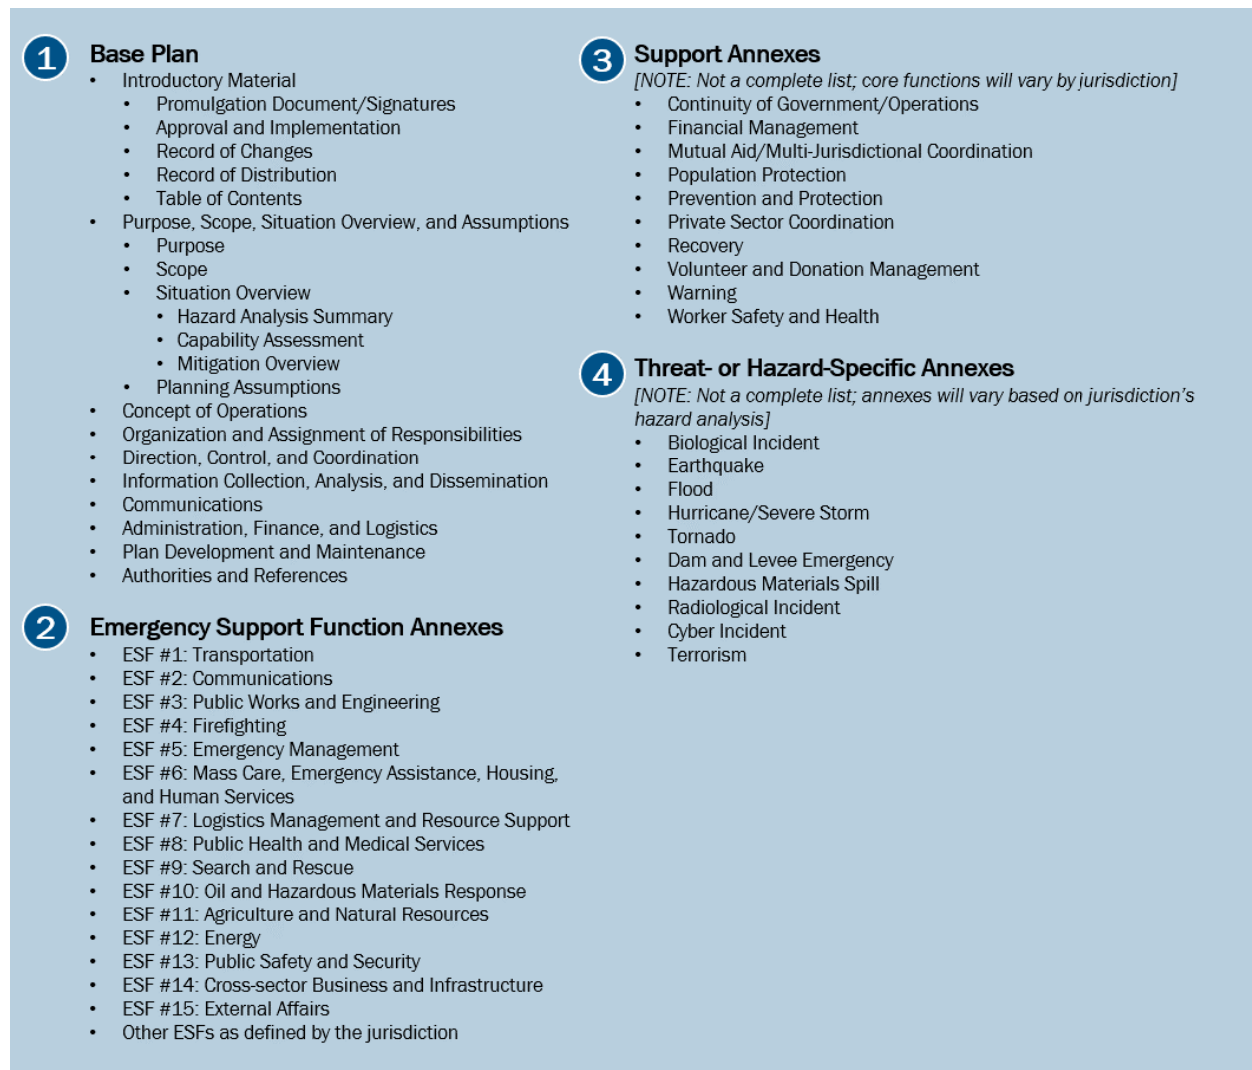 1 Base Plan
• Introductory Material
• Promulgation Document/Signatures
• Approval and Implementation
• Record of Changes
• Record of Distribution
• Table of Contents
• Purpose, Scope, Situation Overview, and Assumptions
• Purpose
• Scope
• Situation Overview
• Hazard Analysis Summary
• Capability Assessment
• Mitigation Overview
• Planning Assumptions
• Concept of Operations
• Organization and Assignment of Responsibilities
• Direction, Control, and Coordination
• Information Collection, Analysis, and Dissemination
• Communications
• Administration, Finance, and Logistics
• Plan Development and Maintenance
• Authorities and References
2 Emergency Support Function Annexes
• ESF #1: Transportation
• ESF #2: Communications
• ESF #3: Public Works and Engineering
• ESF #4: Firefighting
• ESF #5: Emergency Management
• ESF #6: Mass Care, Emergency Assistance, Housing,
and Human Services
• ESF #7: Logistics Management and Resource Support
• ESF #8: Public Health and Medical Services
• ESF #9: Search and Rescue
• ESF #10: Oil and Hazardous Materials Response
• ESF #11: Agriculture and Natural Resources
• ESF #12: Energy
• ESF #13: Public Safety and Security
• ESF #14: Cross-sector Business and Infrastructure
• ESF #15: External Affairs
• Other ESFs as defined by the jurisdiction
3 Support Annexes
[NOTE: Not a complete list; core functions will vary by jurisdiction]
• Continuity of Government/Operations
• Financial Management
• Mutual Aid/Multi-Jurisdictional Coordination
• Population Protection
• Prevention and Protection
• Private Sector Coordination
• Recovery
• Volunteer and Donation Management
• Warning
• Worker Safety and Health
4 Threat- or Hazard-Specific Annexes
[NOTE: Not a complete list; annexes will vary based on jurisdiction's
hazard analysis]
• Biological Incident
• Earthquake
• Flood
• Hurricane/Severe Storm
• Tornado
• Dam and Levee Emergency
• Hazardous Materials Spill
• Radiological Incident
• Cyber Incident
• Terrorism